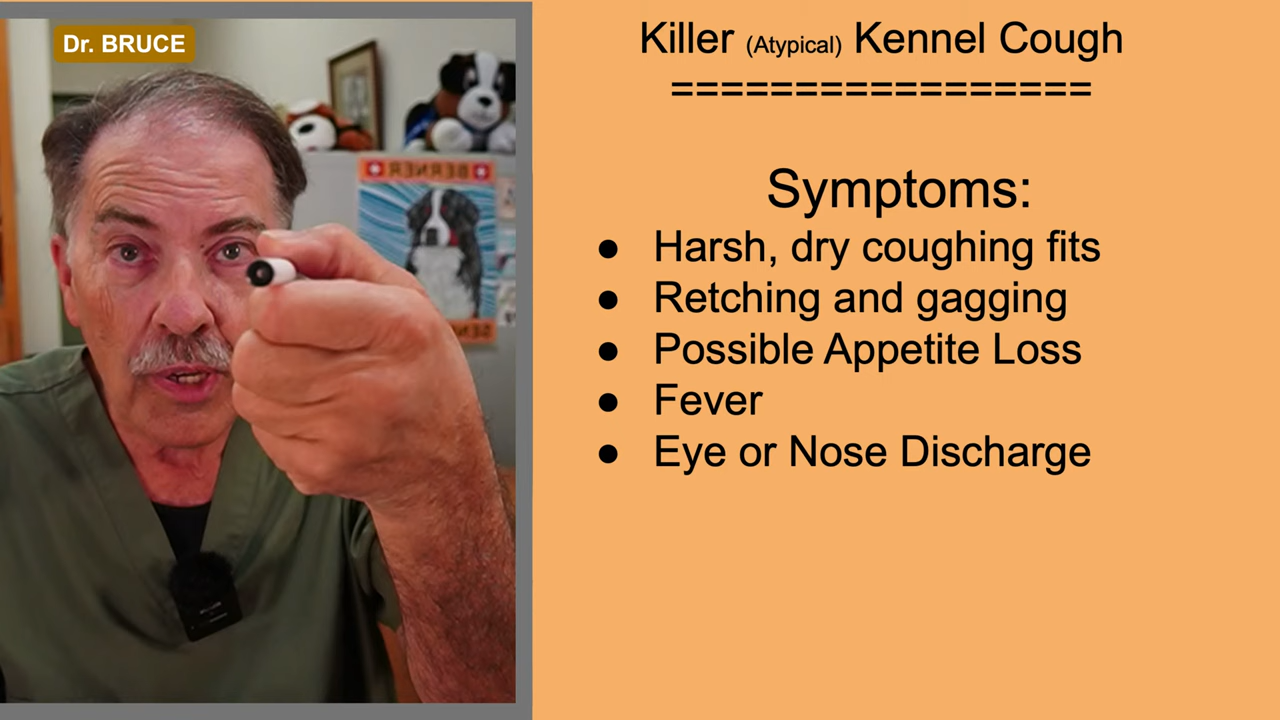 Dr. BRUCE
BERNER
Killer (Atypical) Kennel Cough
=================
Symptoms:
● Harsh, dry coughing fits
● Retching and gagging
● Possible Appetite Loss
● Fever
● Eye or Nose Discharge